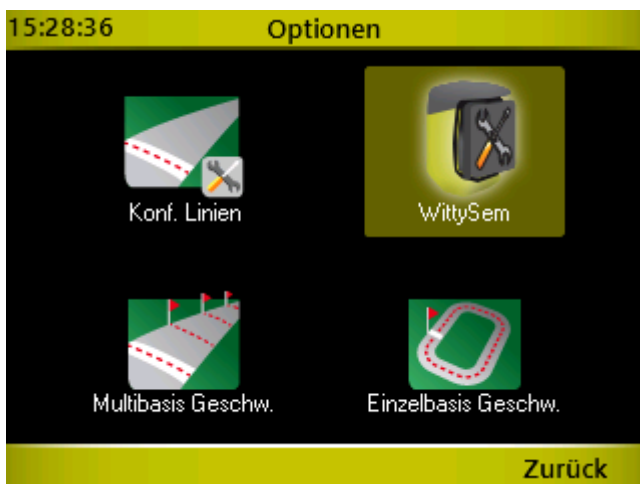 15:28:36 Optionen
Konf. Linien
WittySem
Multibasis Geschw.
Einzelbasis Geschw.
Zurück